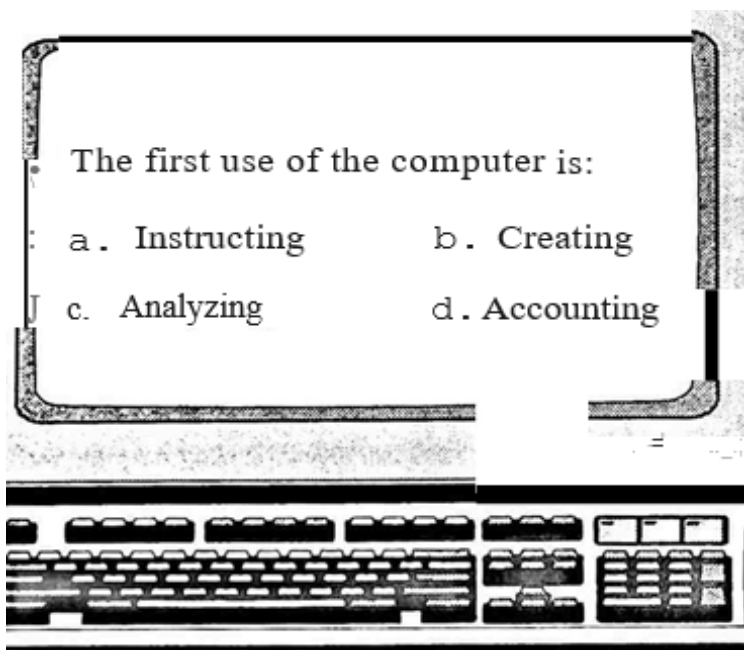 The first use of the computer is:
a. Instructing b. Creating
c. Analyzing d. Accounting